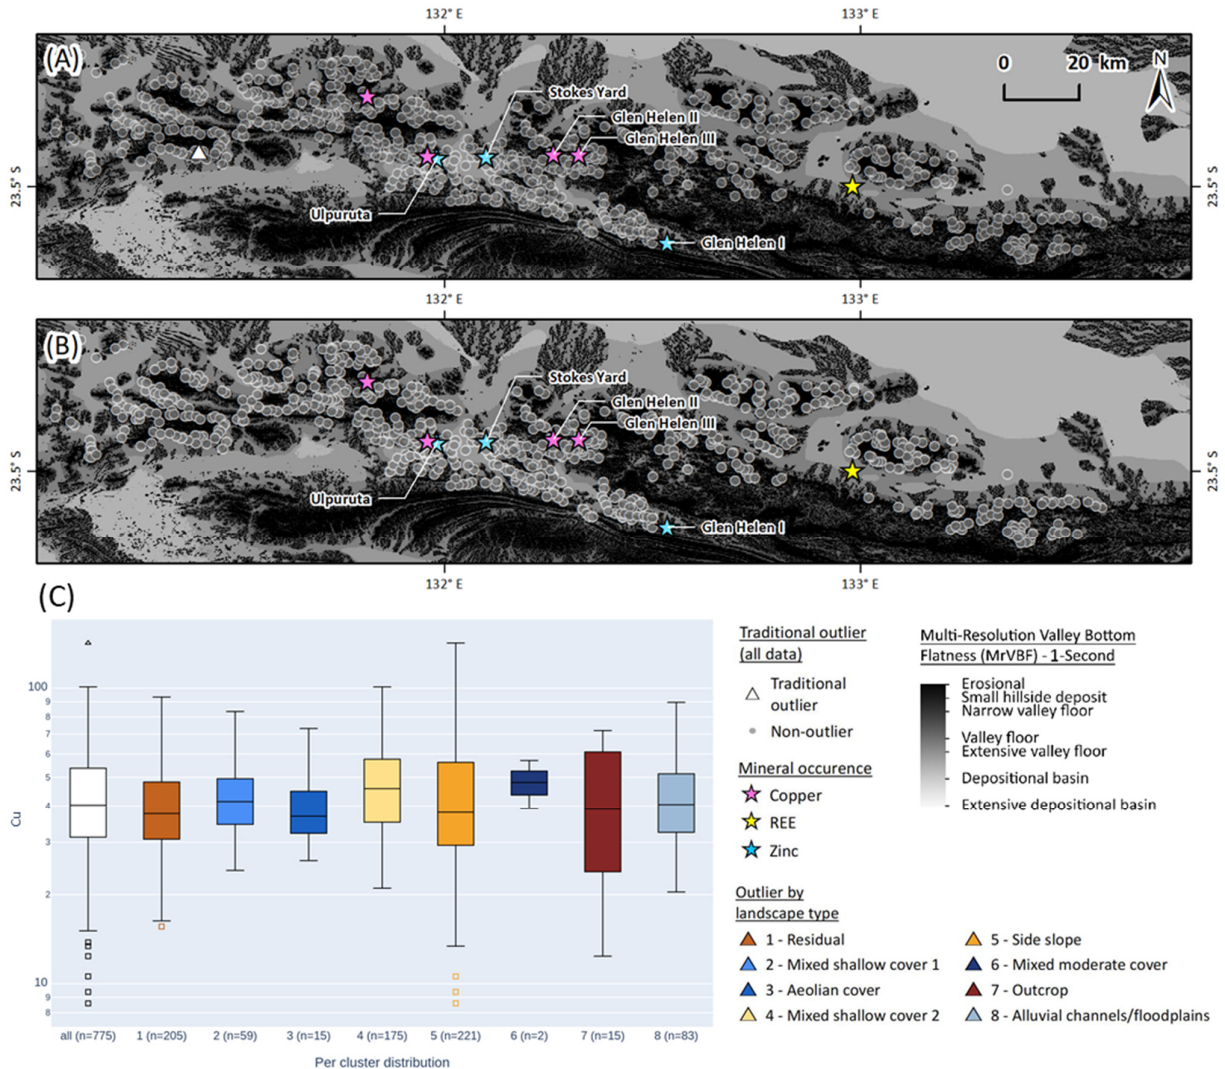 132° E
133° E
(A)
0 20 km
N
Stokes Yard
Glen Helen II
Glen Helen III
23.5° S
23.5° S
Ulpuruta
Glen Helen I
132° E
133° E
(B)
Stokes Yard
Glen Helen II
Glen Helen III
23.5° S
23.5° S
Ulpuruta
Glen Helen I
132° E
133° E
(C)
100
9
8
7
6
5
4
3
2
10
9
8
Cu
all (n=775) 1 (n=205) 2 (n=59) 3 (n=15) 4 (n=175) 5 (n=221) 6 (n=2) 7 (n=15) 8 (n=83)
Per cluster distribution
Traditional outlier
(all data)
Traditional
outlier
Non-outlier
Mineral occurence
Copper
REE
Zinc
Multi-Resolution Valley Bottom
Flatness (MrVBF) - 1-Second
Erosional
Small hillside deposit
Narrow valley floor
Valley floor
Extensive valley floor
Depositional basin
Extensive depositional basin
Outlier by
landscape type
1 - Residual
2 - Mixed shallow cover 1
3 - Aeolian cover
4 - Mixed shallow cover 2
5 - Side slope
6 - Mixed moderate cover
7 - Outcrop
8 - Alluvial channels/floodplains